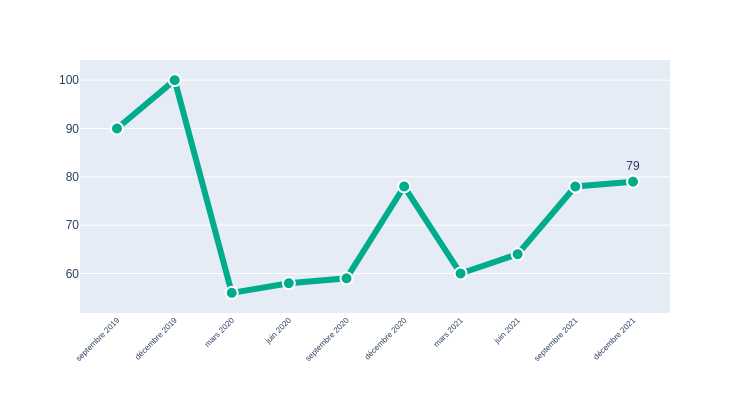 100
90
80
70
60
79
septembre 2019
décembre 2019
mars 2020
juin 2020
septembre 2020
décembre 2020
mars 2021
juin 2021
septembre 2021
décembre 2021